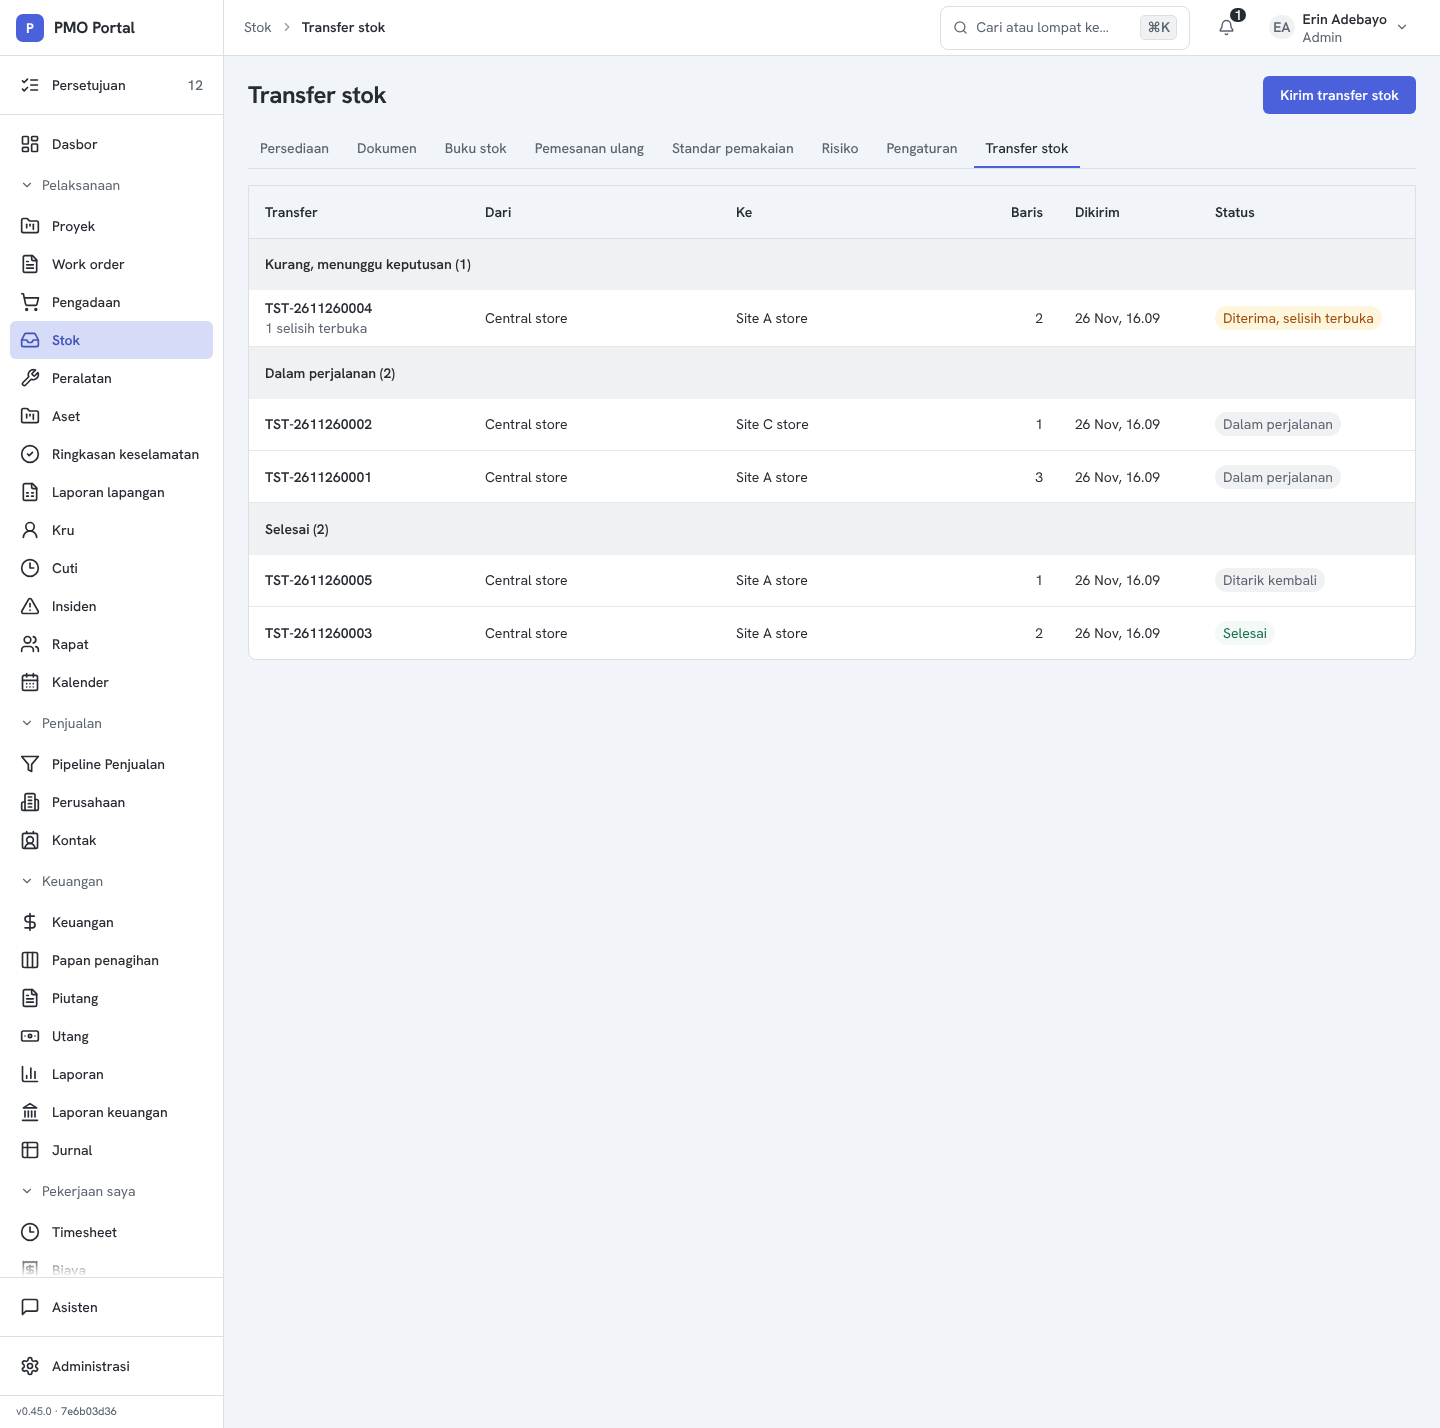 P PMO Portal
Stok > Transfer stok
Cari atau lompat ke... ⌘K
1
EA Erin Adebayo
Admin
Persetujuan 12
Dasbor
Pelaksanaan
Proyek
Work order
Pengadaan
Stok
Peralatan
Aset
Ringkasan keselamatan
Laporan lapangan
Kru
Cuti
Insiden
Rapat
Kalender
Penjualan
Pipeline Penjualan
Perusahaan
Kontak
Keuangan
Keuangan
Papan penagihan
Piutang
Utang
Laporan
Laporan keuangan
Jurnal
Pekerjaan saya
Timesheet
Biaya
Asisten
Administrasi
v0.45.0 · 7e6b03d36
Transfer stok
Kirim transfer stok
Persediaan Dokumen Buku stok Pemesanan ulang Standar pemakaian Risiko Pengaturan Transfer stok
Transfer Dari Ke Baris Dikirim Status
Kurang, menunggu keputusan (1)
TST-2611260004 Central store Site A store 2 26 Nov, 16.09 Diterima, selisih terbuka
1 selisih terbuka
Dalam perjalanan (2)
TST-2611260002 Central store Site C store 1 26 Nov, 16.09 Dalam perjalanan
TST-2611260001 Central store Site A store 3 26 Nov, 16.09 Dalam perjalanan
Selesai (2)
TST-2611260005 Central store Site A store 1 26 Nov, 16.09 Ditarik kembali
TST-2611260003 Central store Site A store 2 26 Nov, 16.09 Selesai